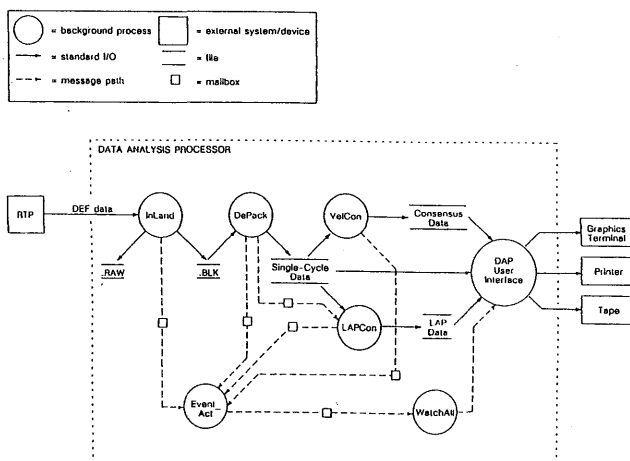 = background process
= external system/device
= standard I/O
= file
= message path
= mailbox
DATA ANALYSIS PROCESSOR
RTP
DEF data
InLand
DePack
VelCon
Consensus
Data
.RAW
.BLK
Single-Cycle
Data
DAP
User
Interface
Graphics
Terminal
Printer
Tape
LAPCon
LAP
Data
Event_
Act
WatchAll